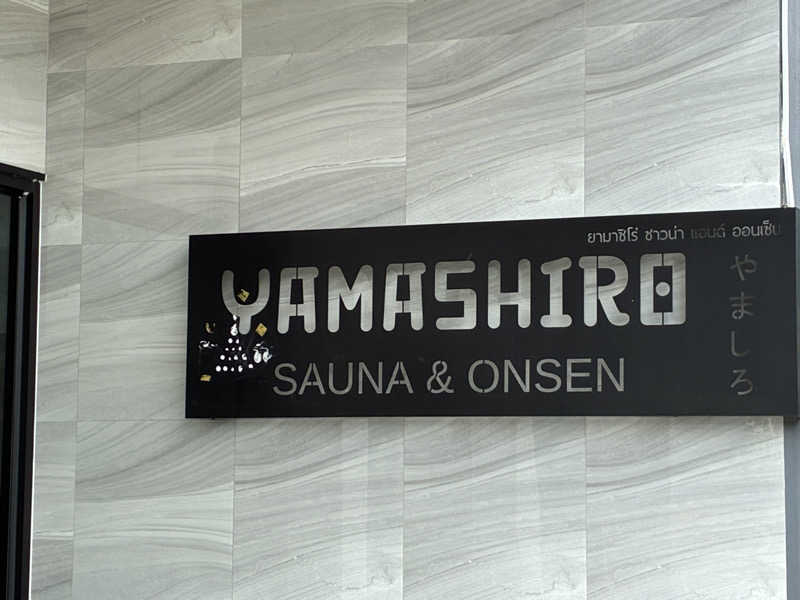 ยามาชิโร่ ซาวน่า แอนด์ ออนเซ็น
YAMASHIRO
SAUNA & ONSEN
やましろ